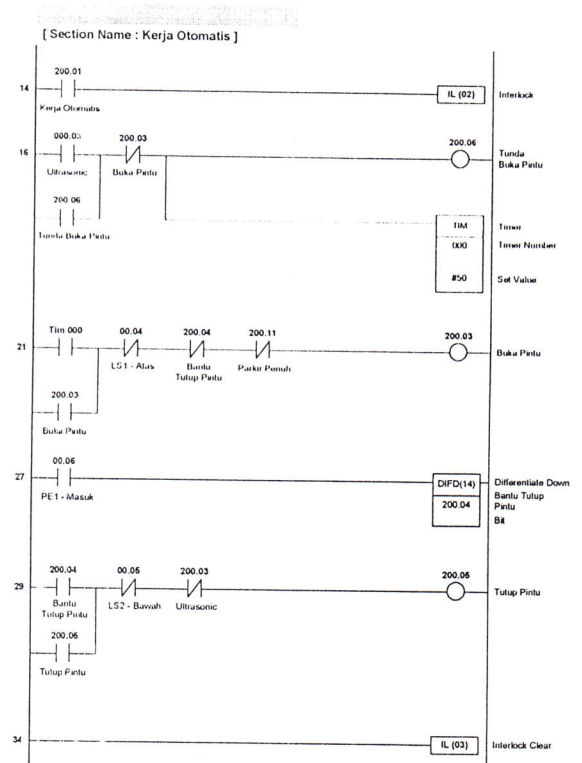 [ Section Name : Kerja Otomatis ]
200.01
14
IL (02)
Interlock
Kerja Otomatis
000.03
200.03
200.06
16
Tunda
Buka Pintu
Ultrasonic
Buka Pintu
200.06
Tunda Buka Pintu
TIM
Timer
000
Timer Number
#50
Set Value
Tim 000
00.04
200.04
200.11
200.03
21
Buka Pintu
LS1 - Atas
Bantu
Tutup Pintu
Parkir Penuh
200.03
Buka Pintu
00.06
27
DIFD(14)
Differentiate Down
PE1 - Masuk
200.04
Bantu Tutup
Pintu
Bit
200.04
00.05
200.03
200.05
29
Tutup Pintu
Bantu
Tutup Pintu
LS2 - Bawah
Ultrasonic
200.05
Tutup Pintu
34
IL (03)
Interlock Clear